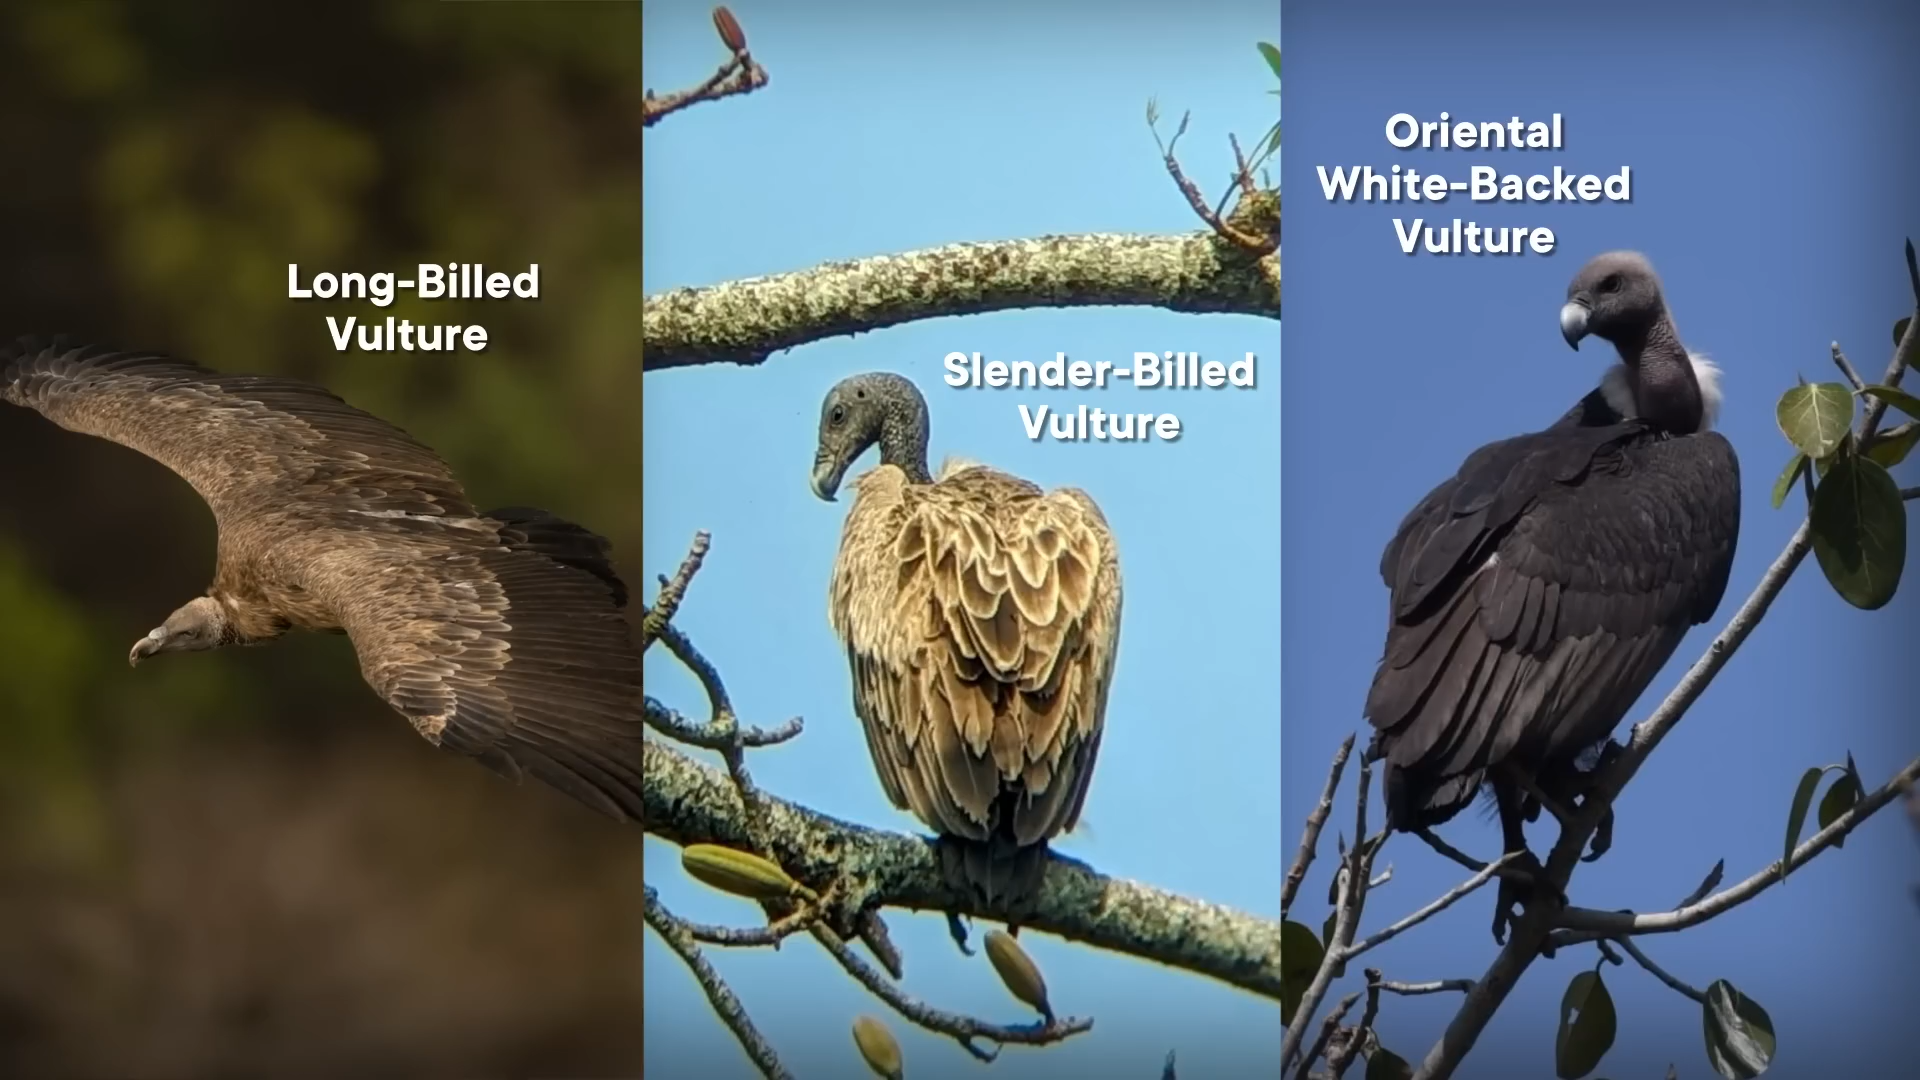 Long-Billed
Vulture
Slender-Billed
Vulture
Oriental
White-Backed
Vulture